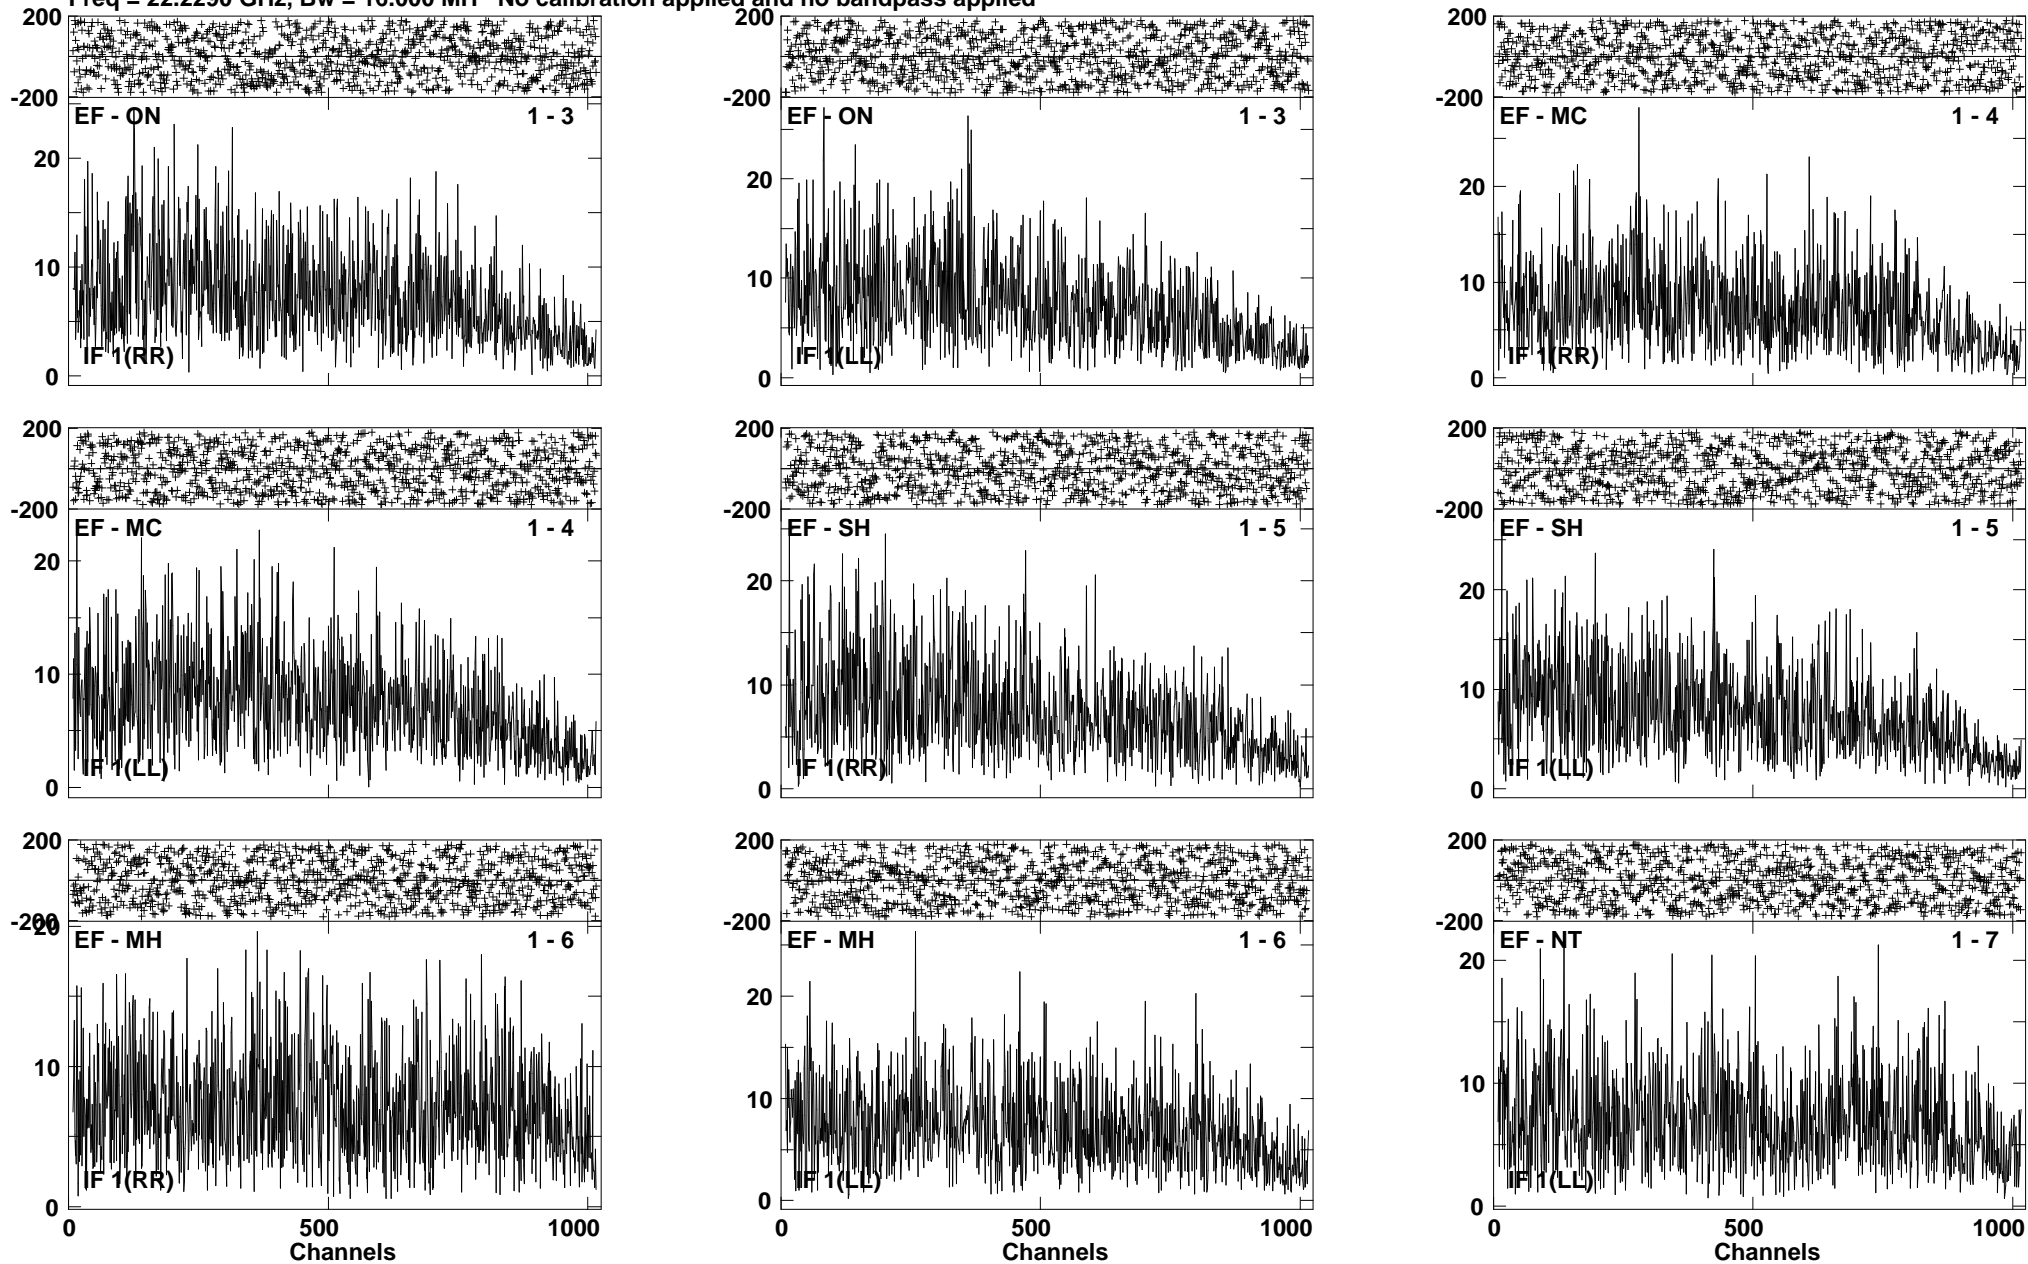 Freq = 22.2290 GHz, Bw = 16.000 MH No calibration applied and no bandpass applied
200
-200
EF - ON 1 - 3
20
10
IF 1(RR)
0
EF - ON 1 - 3
20
10
IF 1(LL)
0
200
-200
EF - MC 1 - 4
20
10
IF 1(RR)
0
200
-200
EF - MC 1 - 4
20
10
IF 1(LL)
0
200
-200
EF - SH 1 - 5
20
10
IF 1(RR)
0
200
-200
EF - SH 1 - 5
20
10
IF 1(LL)
0
200
-200
20
EF - MH 1 - 6
10
IF 1(RR)
0
0 500 1000
Channels
200
-200
EF - MH 1 - 6
20
10
IF 1(LL)
0
0 500 1000
Channels
200
-200
EF - NT 1 - 7
20
10
IF 1(LL)
0
0 500 1000
Channels